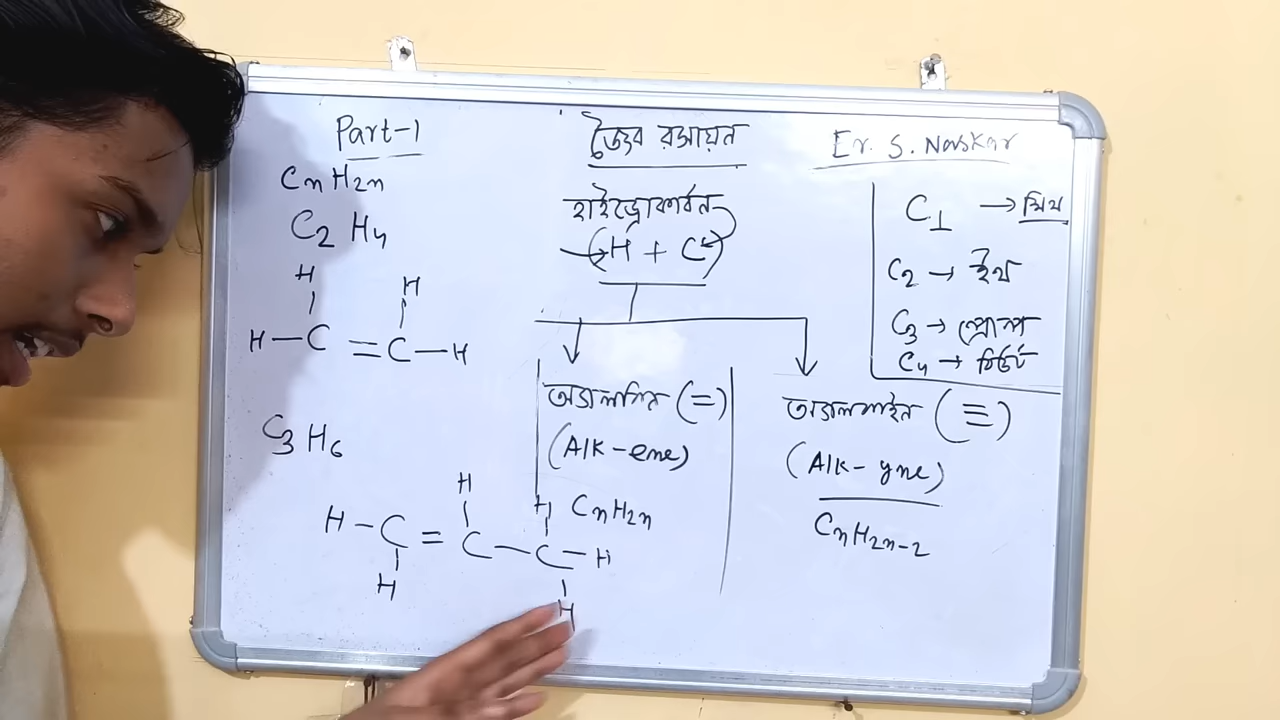 Part-1
CnH2n
C2 H4
H
H
H-C=C-H
C3 H6
H H
H-C=C-C-H
H H
জৈব রসায়ন
হাইড্রোকার্বন
(H + C)
অ্যালকিন (=)
(Alk-ene)
CnH2n
অ্যালকাইন (≡)
(Alk-yne)
CnH2n-2
Er. S. Naskar
C1 → মিথ
C2 → ইথ
C3 → প্রোপ
C4 → বিউট